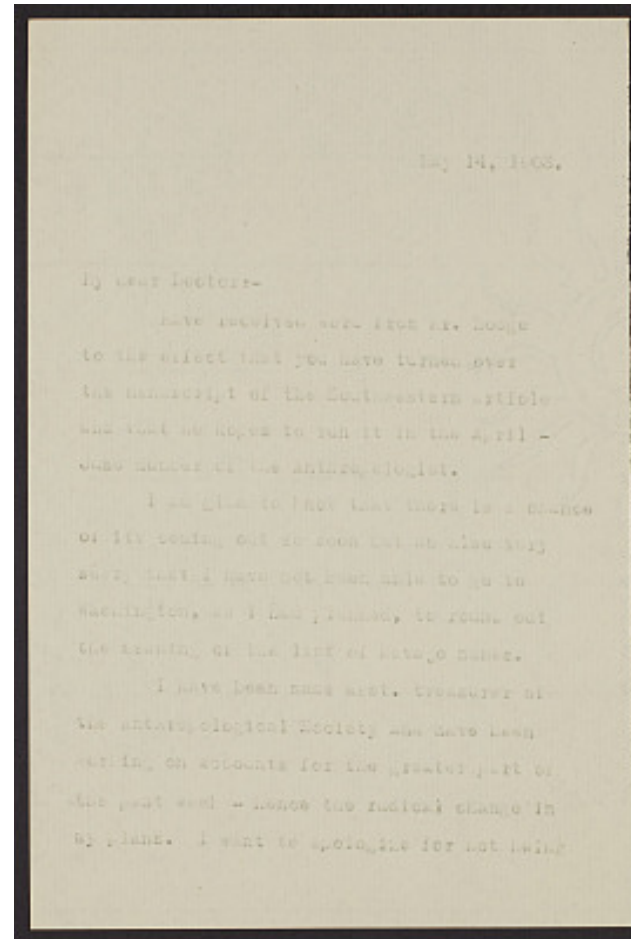 May 14, 1903.
My dear Doctor:-
Have received word from Mr. Hodge
to the effect that you have turned over
the manuscript of the Southwestern article
and that he hopes to run it in the April -
June number of the Anthropologist.
I am glad to know that there is a chance
of its coming out so soon but am also very
sorry that I have not been able to go to
Washington, as I had planned, to round out
the meaning of the list of Navajo names.
I have been made asst. treasurer of
the Anthropological Society and have been
working on accounts for the greater part of
the past week - hence the radical change in
my plans. I want to apologize for not being